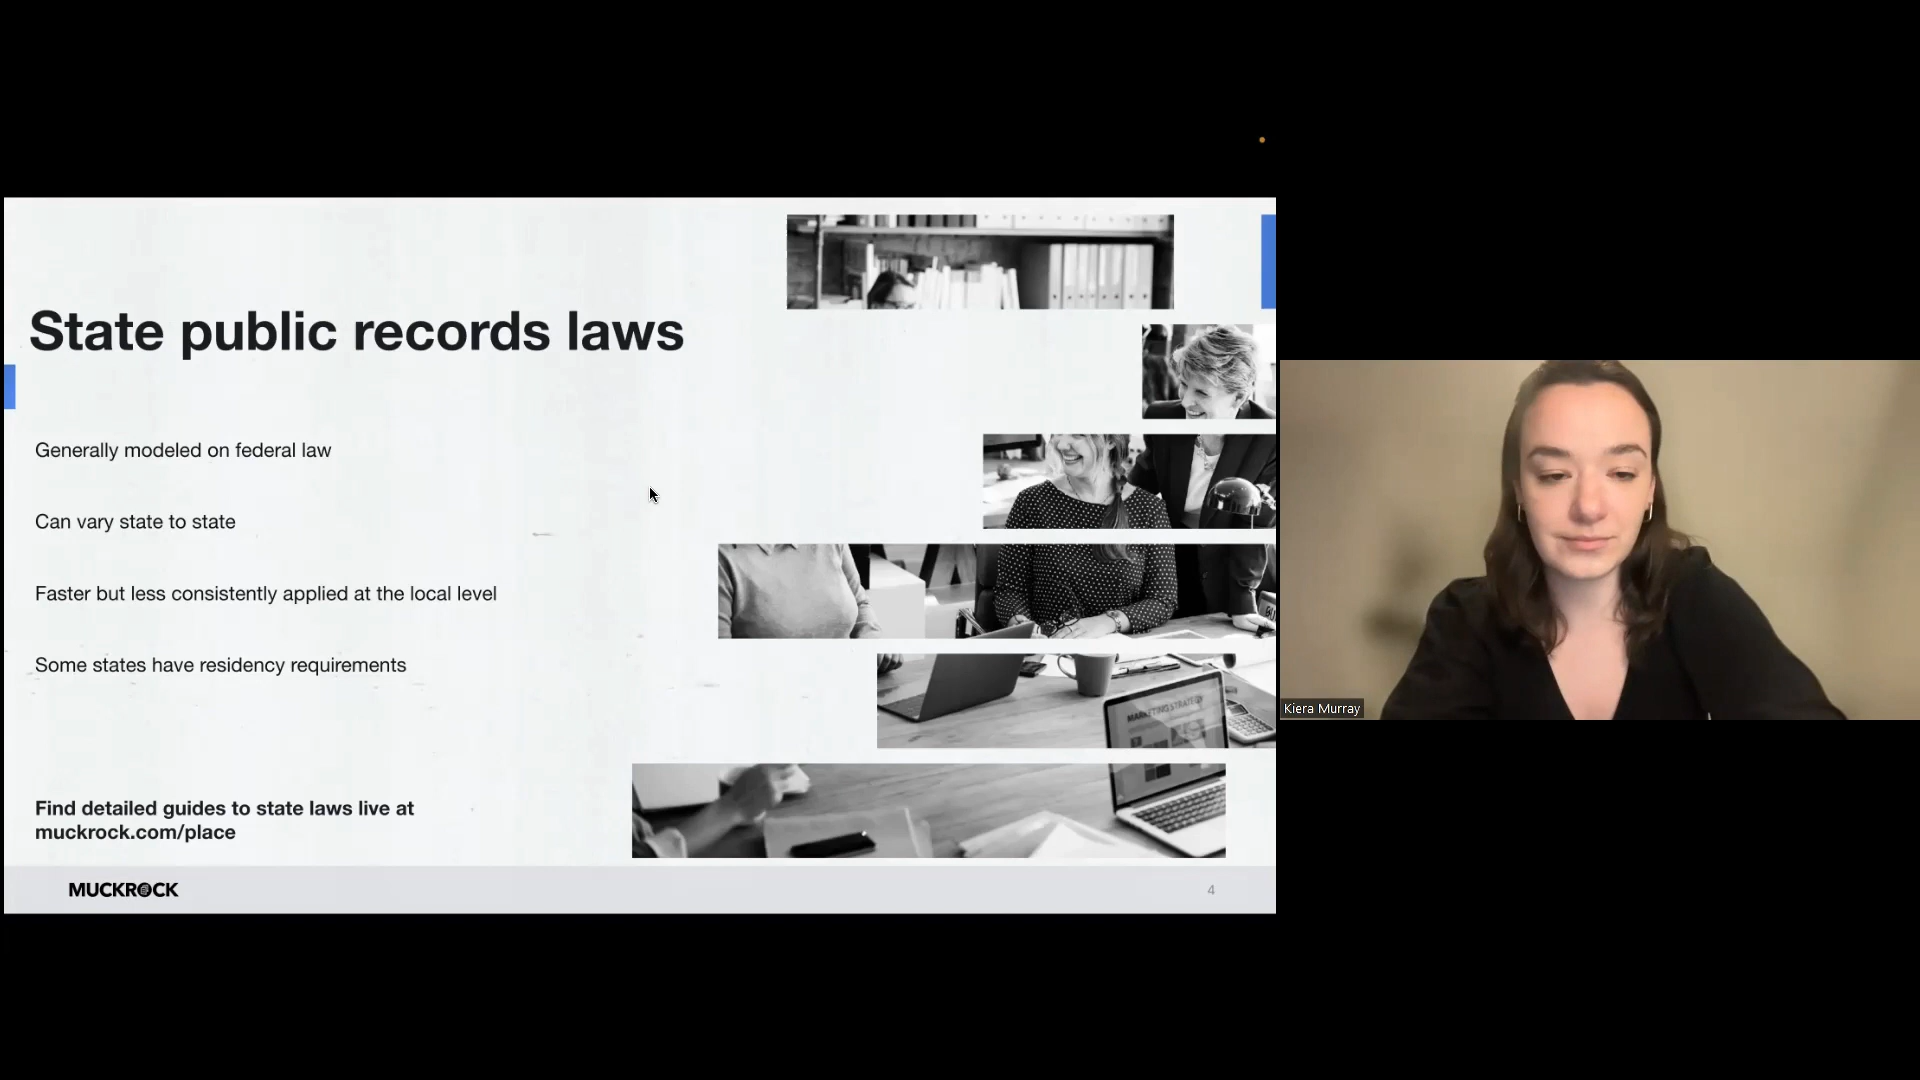 State public records laws
Generally modeled on federal law
Can vary state to state
Faster but less consistently applied at the local level
Some states have residency requirements
Find detailed guides to state laws live at
muckrock.com/place
MUCKROCK
4
MARKETING STRATEGY
Kiera Murray